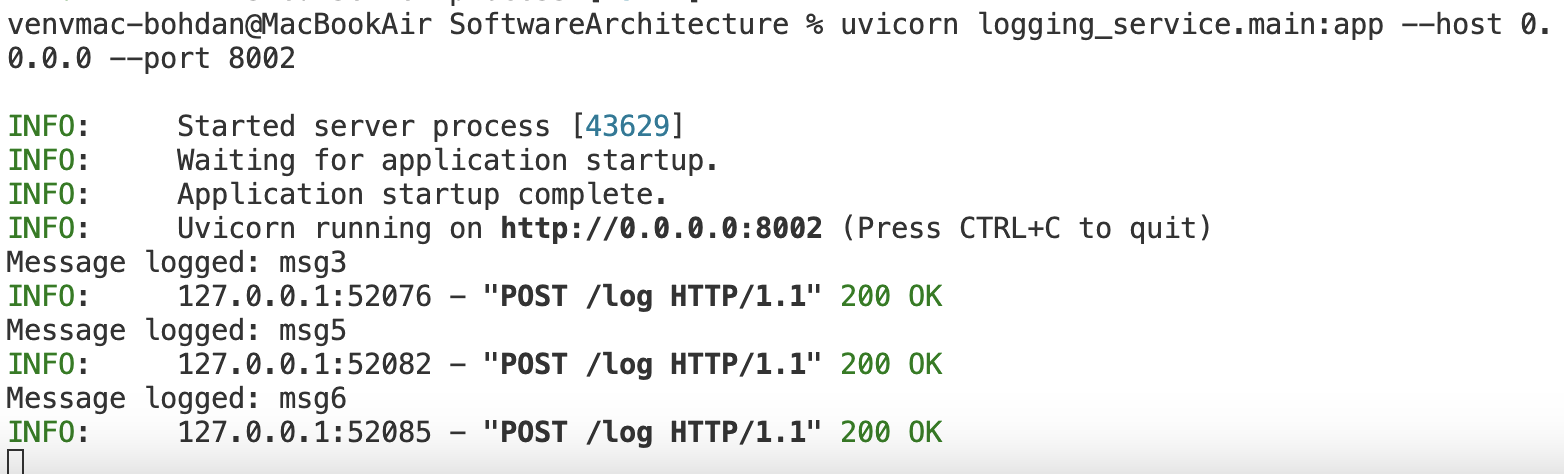 venvmac-bohdan@MacBookAir SoftwareArchitecture % uvicorn logging_service.main:app --host 0.
0.0.0 --port 8002
INFO:     Started server process [43629]
INFO:     Waiting for application startup.
INFO:     Application startup complete.
INFO:     Uvicorn running on http://0.0.0.0:8002 (Press CTRL+C to quit)
Message logged: msg3
INFO:     127.0.0.1:52076 - "POST /log HTTP/1.1" 200 OK
Message logged: msg5
INFO:     127.0.0.1:52082 - "POST /log HTTP/1.1" 200 OK
Message logged: msg6
INFO:     127.0.0.1:52085 - "POST /log HTTP/1.1" 200 OK